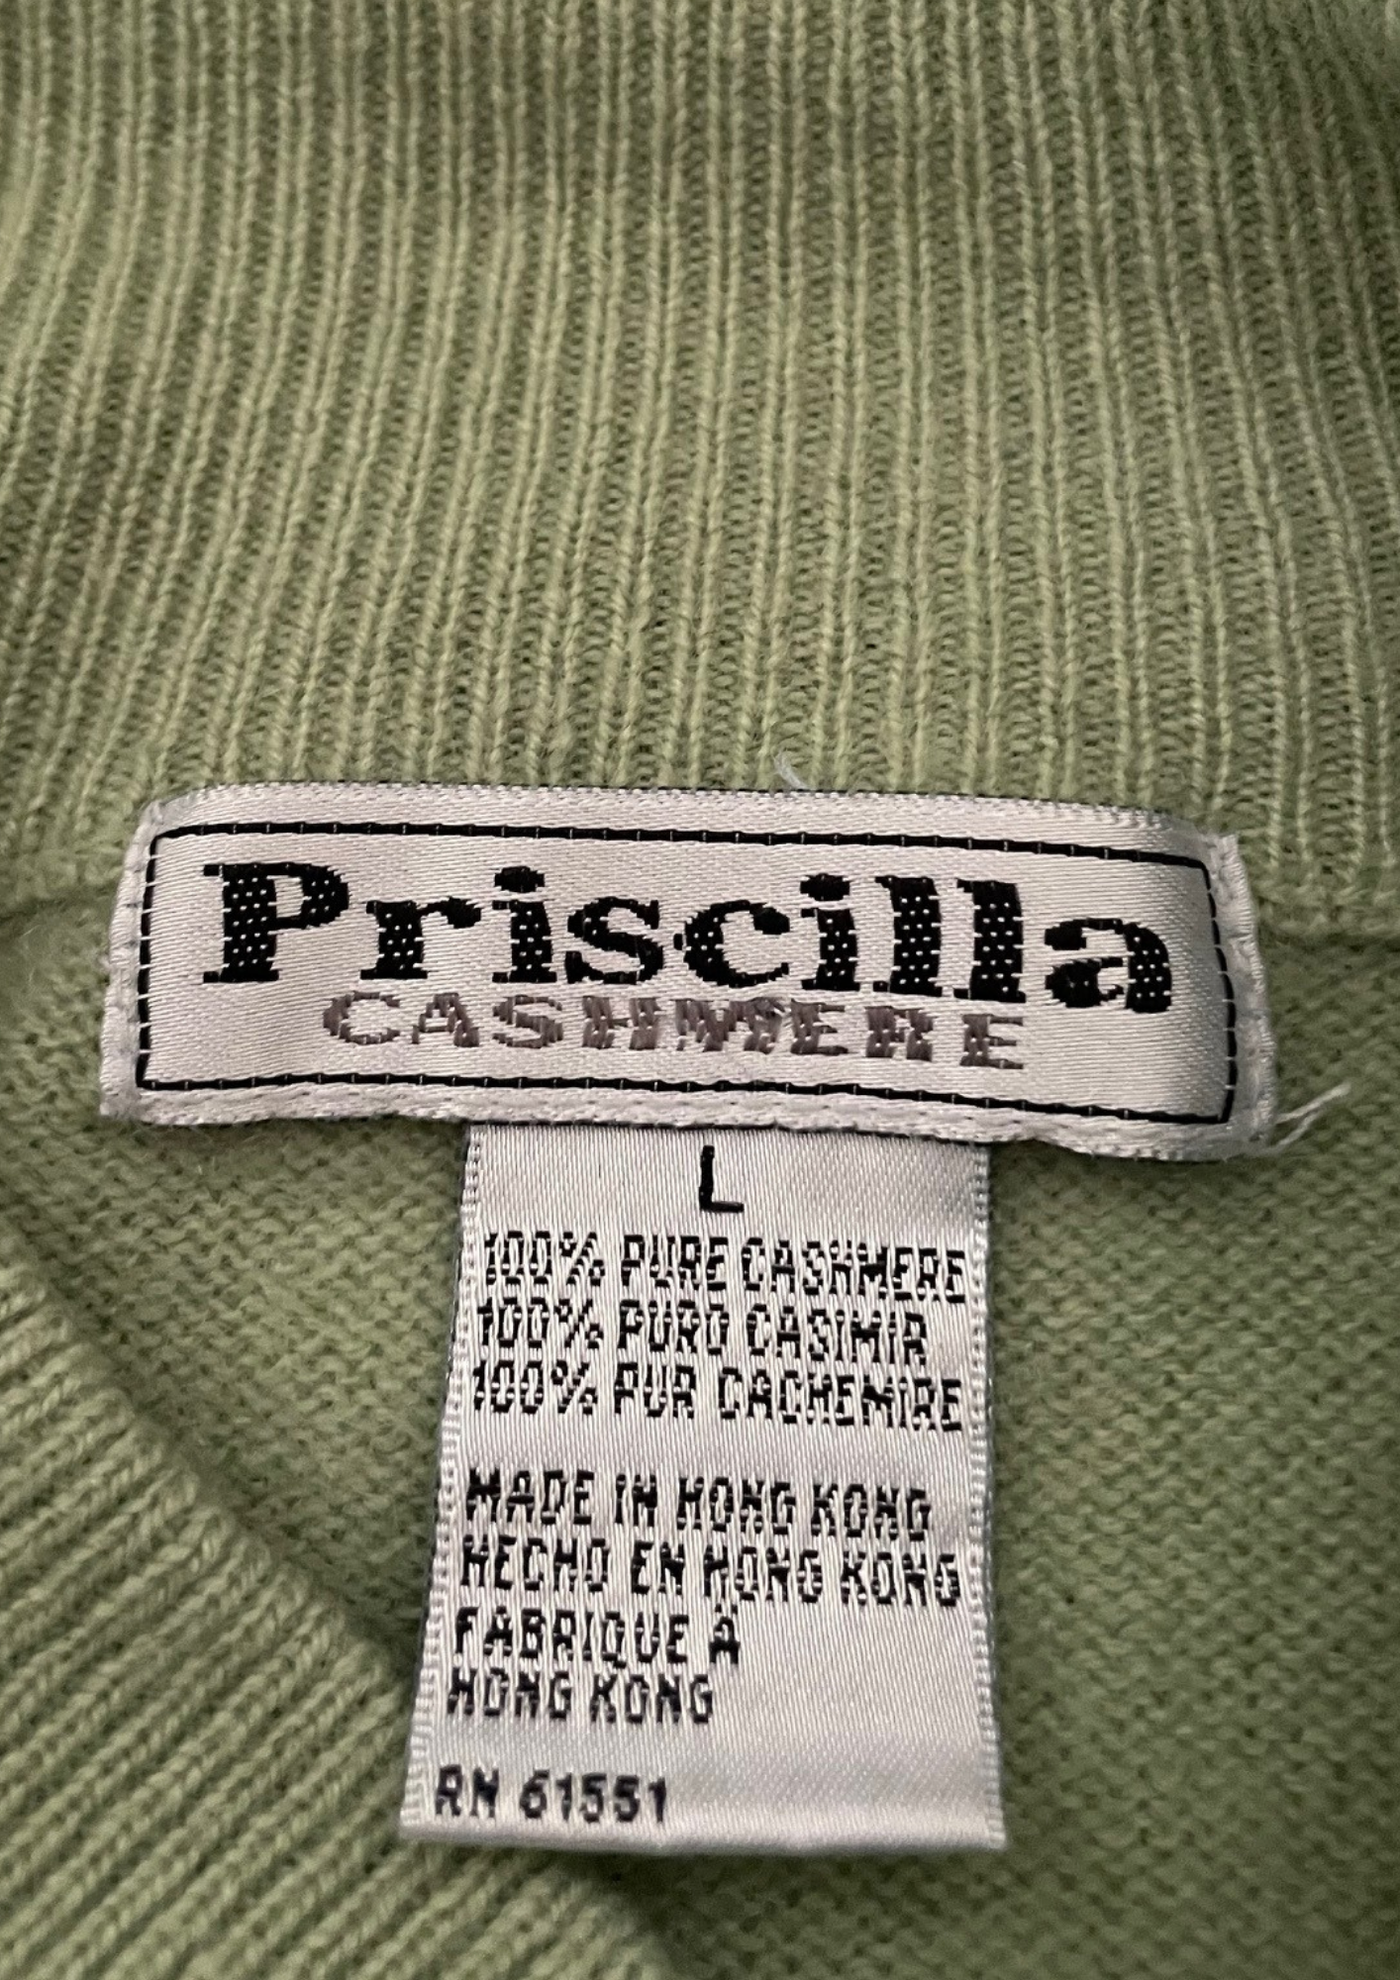 Priscilla
CASHMERE
L
100% PURE CASHMERE
100% PURO CASIMIR
100% PUR CACHEMIRE
MADE IN HONG KONG
HECHO EN HONG KONG
FABRIQUE À
HONG KONG
RN 61551